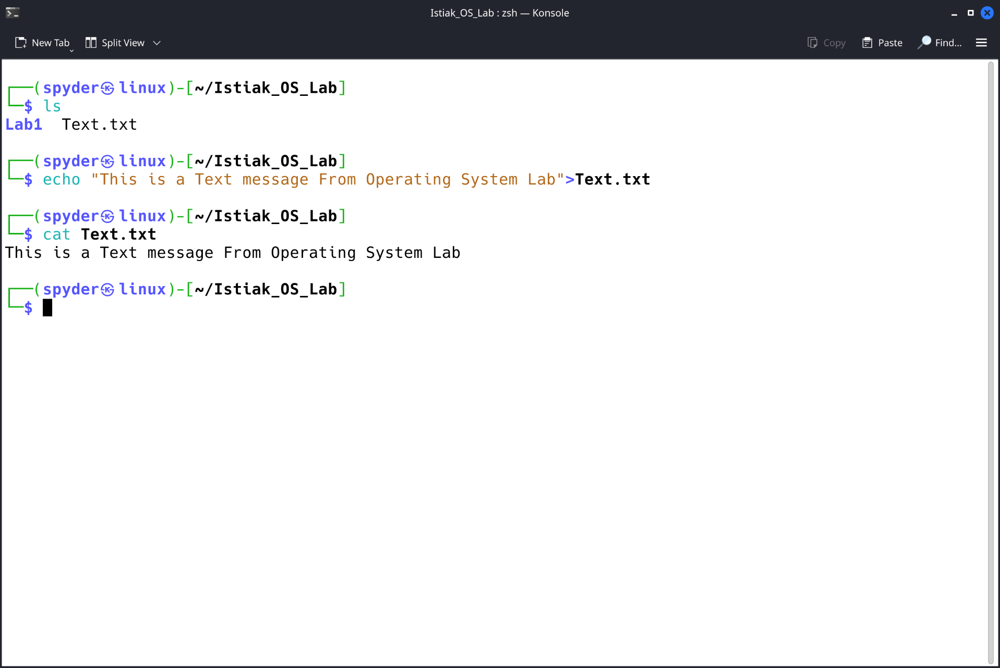 Istiak_OS_Lab : zsh — Konsole
New Tab Split View Copy Paste Find...
┌──(spyder㉿linux)-[~/Istiak_OS_Lab]
└─$ ls
Lab1  Text.txt
┌──(spyder㉿linux)-[~/Istiak_OS_Lab]
└─$ echo "This is a Text message From Operating System Lab">Text.txt
┌──(spyder㉿linux)-[~/Istiak_OS_Lab]
└─$ cat Text.txt
This is a Text message From Operating System Lab
┌──(spyder㉿linux)-[~/Istiak_OS_Lab]
└─$